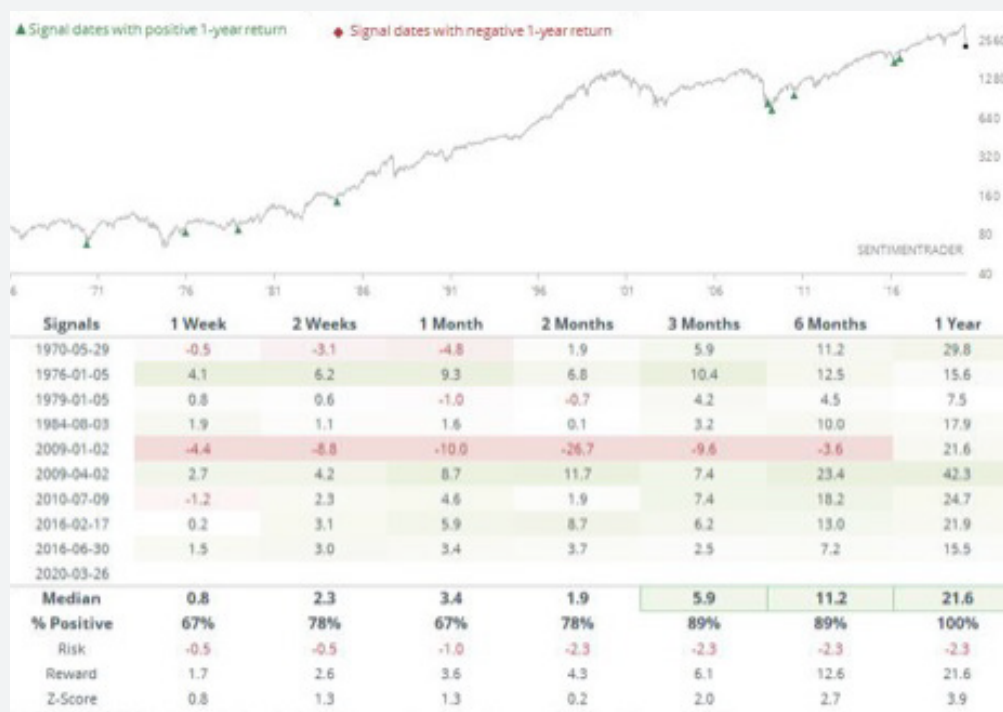 Signal dates with positive 1-year return Signal dates with negative 1-year return
2560
1280
640
320
160
80
SENTIMENTRADER
40
6 '71 '76 '81 '86 '91 '96 '01 '06 '11 '16
Signals 1 Week 2 Weeks 1 Month 2 Months 3 Months 6 Months 1 Year
1970-05-29 -0.5 -3.1 -4.8 1.9 5.9 11.2 29.8
1976-01-05 4.1 6.2 9.3 6.8 10.4 12.5 15.6
1979-01-05 0.8 0.6 -1.0 -0.7 4.2 4.5 7.5
1984-08-03 1.9 1.1 1.6 0.1 3.2 10.0 17.9
2009-01-02 -4.4 -8.8 -10.0 -26.7 -9.6 -3.6 21.6
2009-04-02 2.7 4.2 8.7 11.7 7.4 23.4 42.3
2010-07-09 -1.2 2.3 4.6 1.9 7.4 18.2 24.7
2016-02-17 0.2 3.1 5.9 8.7 6.2 13.0 21.9
2016-06-30 1.5 3.0 3.4 3.7 2.5 7.2 15.5
2020-03-26
Median 0.8 2.3 3.4 1.9 5.9 11.2 21.6
% Positive 67% 78% 67% 78% 89% 89% 100%
Risk -0.5 -0.5 -1.0 -2.3 -2.3 -2.3 -2.3
Reward 1.7 2.6 3.6 4.3 6.1 12.6 21.6
Z-Score 0.8 1.3 1.3 0.2 2.0 2.7 3.9